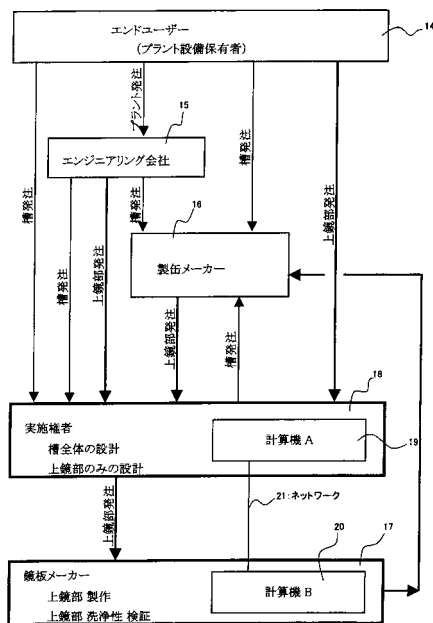 エンドユーザー
(プラント設備保有者)
14
プラント発注
15
エンジニアリング会社
槽発注
槽発注
上鏡部発注
槽発注
槽発注
上鏡部発注
16
製缶メーカー
上鏡部発注
槽発注
18
実施権者
槽全体の設計
上鏡部のみの設計
計算機 A
19
21:ネットワーク
上鏡部発注
20
17
鏡板メーカー
上鏡部 製作
上鏡部 洗浄性 検証
計算機 B